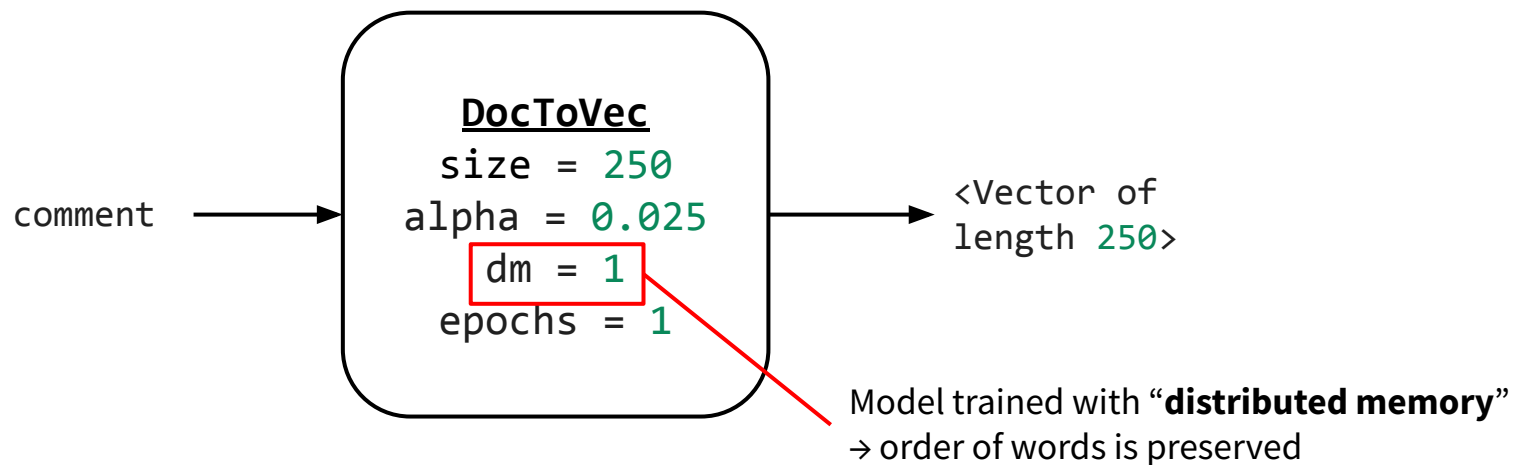 DocToVec
size = 250
alpha = 0.025
dm = 1
epochs = 1
comment
<Vector of
length 250>
Model trained with “distributed memory”
→ order of words is preserved